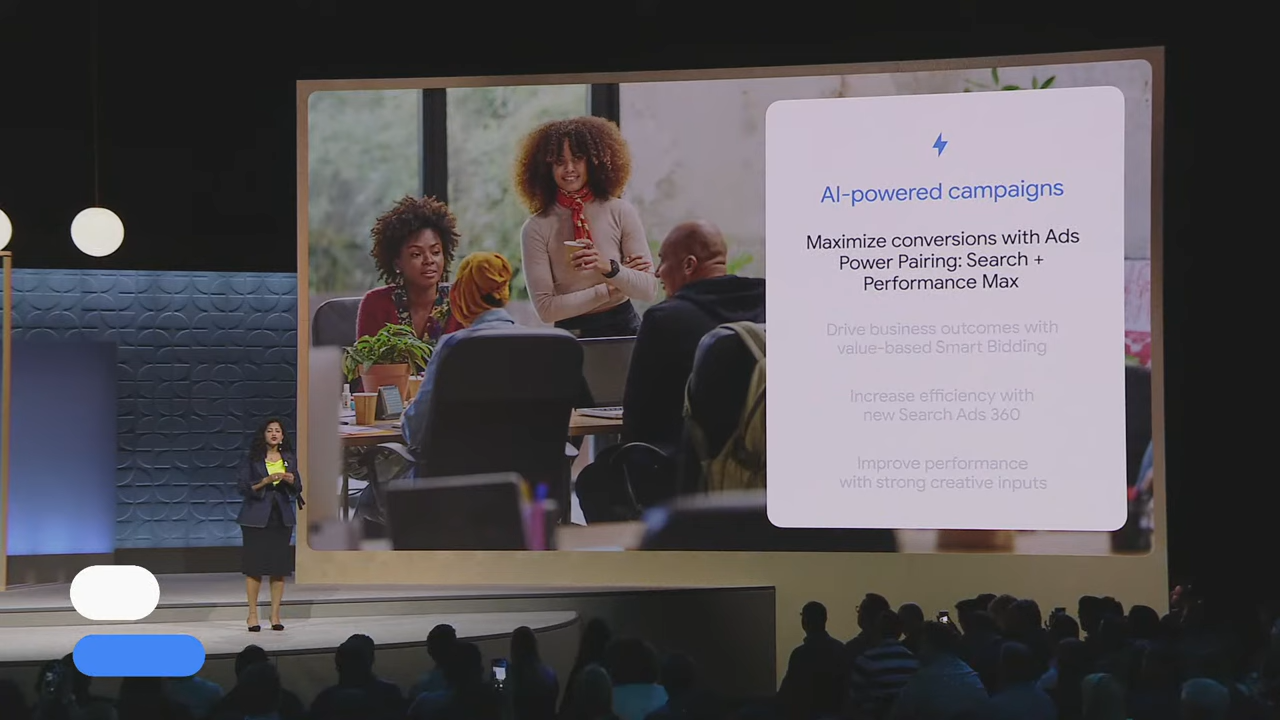 AI-powered campaigns
Maximize conversions with Ads
Power Pairing: Search +
Performance Max
Drive business outcomes with
value-based Smart Bidding
Increase efficiency with
new Search Ads 360
Improve performance
with strong creative inputs